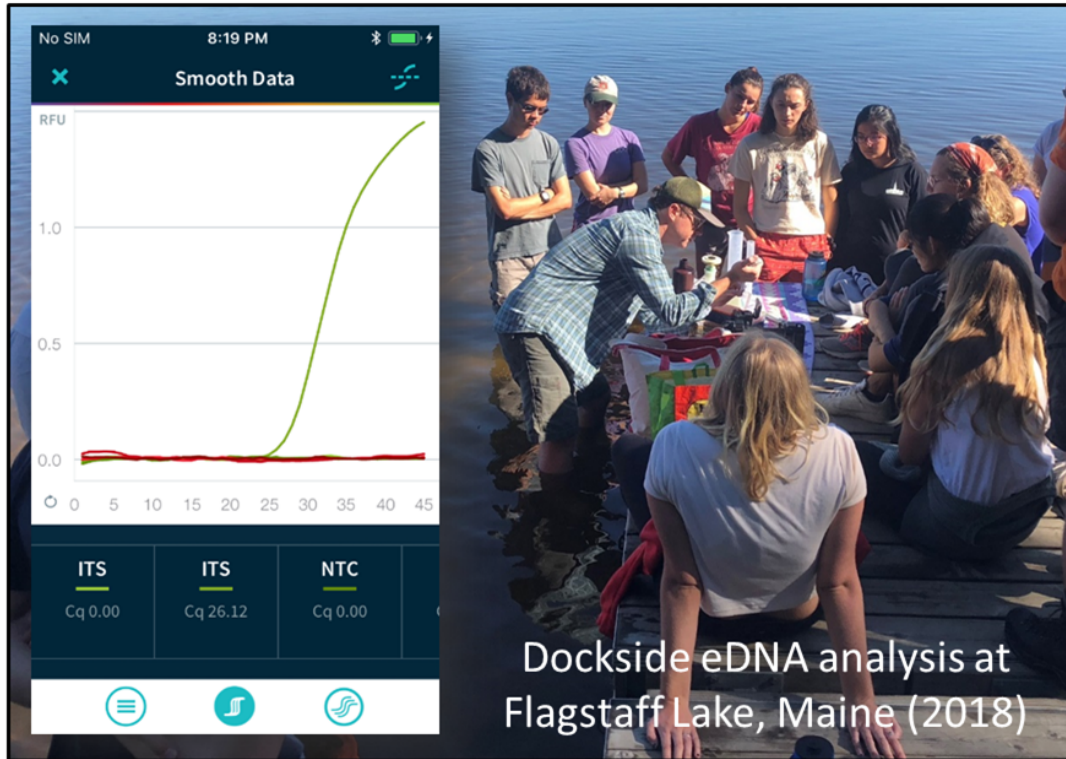 No SIM 8:19 PM
Smooth Data
RFU
1.0
0.5
0.0
0 5 10 15 20 25 30 35 40 45
ITS ITS NTC
Cq 0.00 Cq 26.12 Cq 0.00
Dockside eDNA analysis at
Flagstaff Lake, Maine (2018)